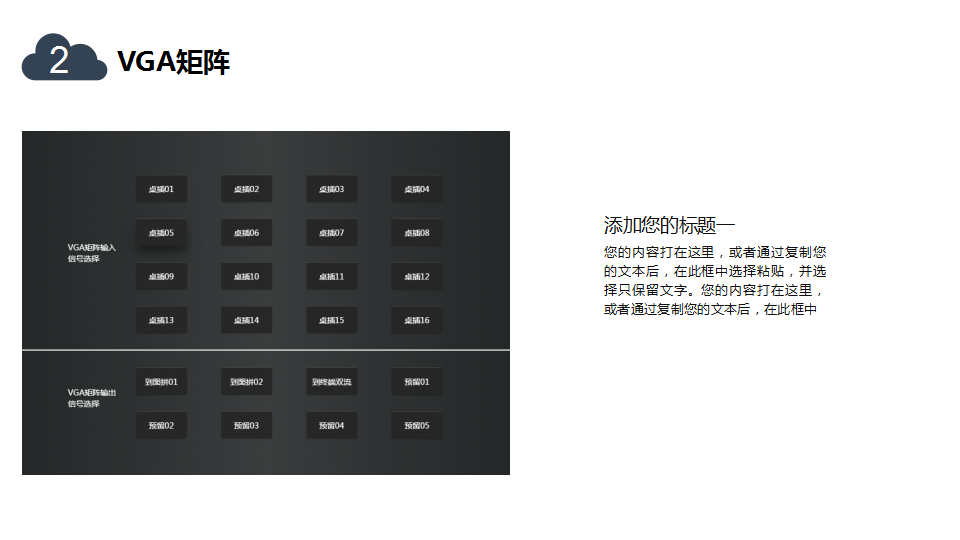 2
VGA矩阵
桌插01 桌插02 桌插03 桌插04
桌插05 桌插06 桌插07 桌插08
VGA矩阵输入
信号选择
桌插09 桌插10 桌插11 桌插12
桌插13 桌插14 桌插15 桌插16
到图拼01 到图拼02 到终端双流 预留01
VGA矩阵输出
信号选择
预留02 预留03 预留04 预留05
添加您的标题一
您的内容打在这里，或者通过复制您
的文本后，在此框中选择粘贴，并选
择只保留文字。您的内容打在这里，
或者通过复制您的文本后，在此框中